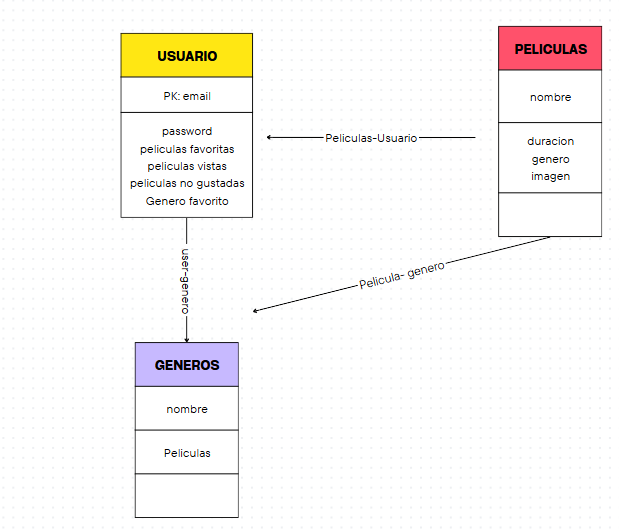 USUARIO
PK: email
password
peliculas favoritas
peliculas vistas
peliculas no gustadas
Genero favorito
Peliculas-Usuario
PELICULAS
nombre
duracion
genero
imagen
user-genero
Pelicula- genero
GENEROS
nombre
Peliculas